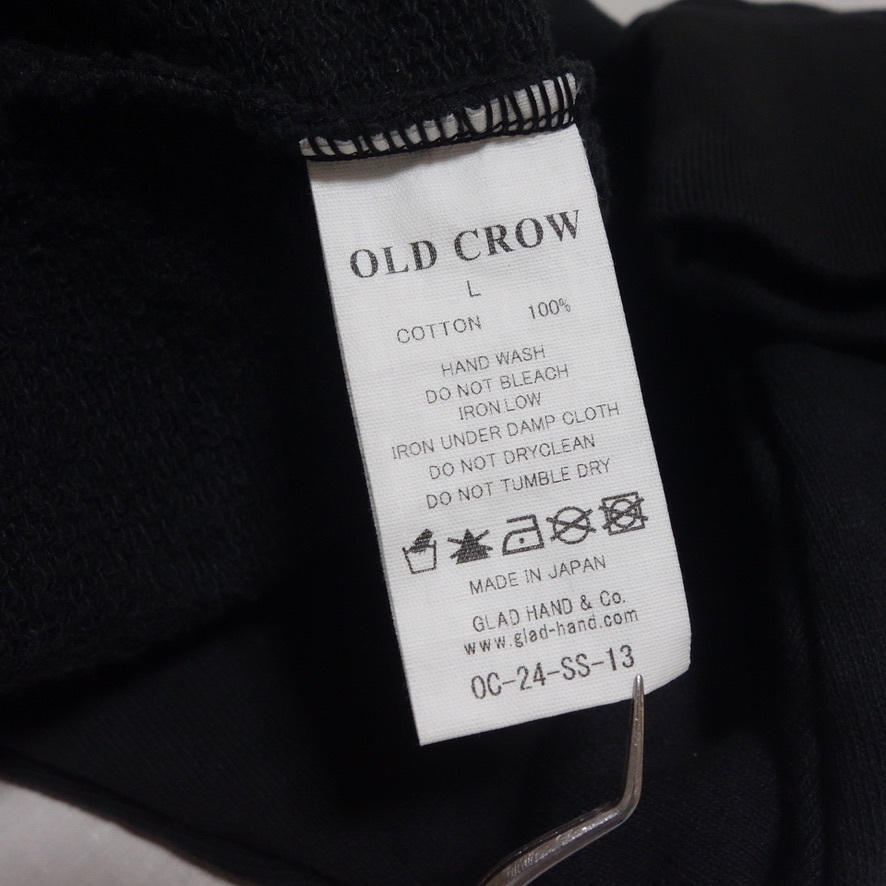 OLD CROW
L
COTTON 100%
HAND WASH
DO NOT BLEACH
IRON LOW
IRON UNDER DAMP CLOTH
DO NOT DRYCLEAN
DO NOT TUMBLE DRY
MADE IN JAPAN
GLAD HAND & Co.
www.glad-hand.com
OC-24-SS-13